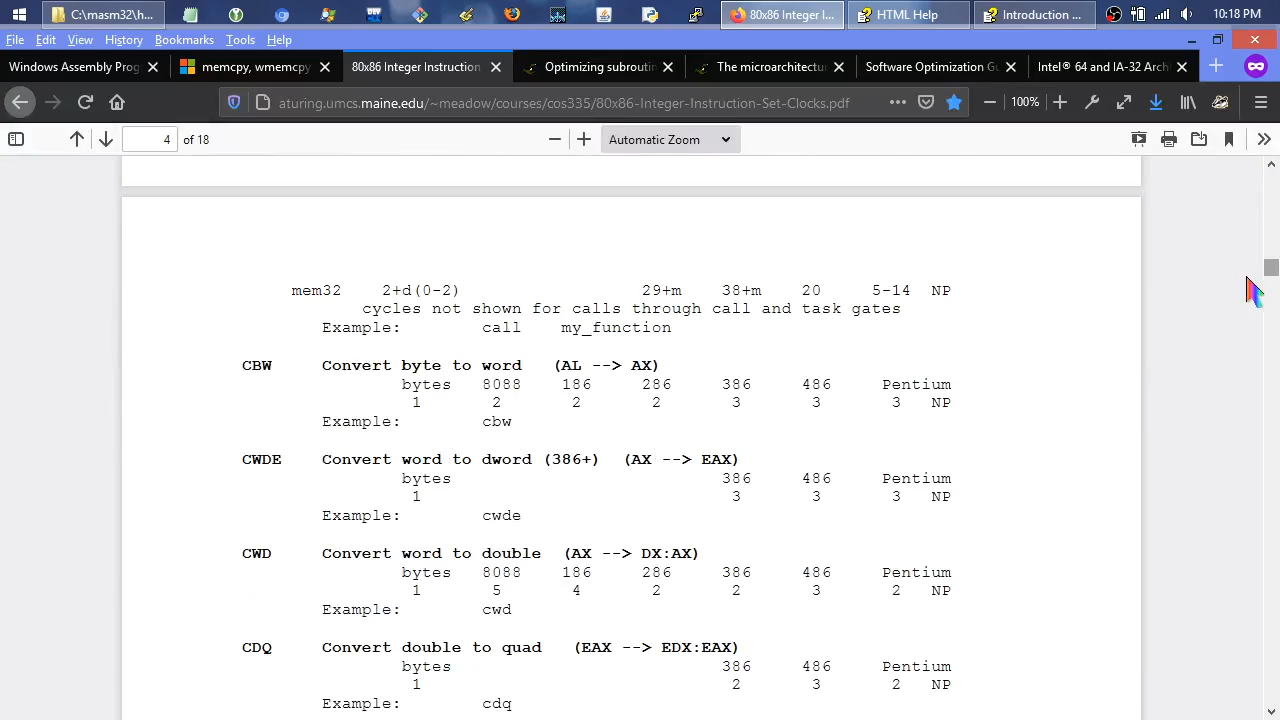 C:\masm32\h...
80x86 Integer I...
HTML Help
Introduction ...
10:18 PM
File Edit View History Bookmarks Tools Help
Windows Assembly Prog
memcpy, wmemcpy
80x86 Integer Instruction
Optimizing subroutin
The microarchitectur
Software Optimization Gu
Intel® 64 and IA-32 Arch
aturing.umcs.maine.edu/~meadow/courses/cos335/80x86-Integer-Instruction-Set-Clocks.pdf
100%
4 of 18
Automatic Zoom
mem32 2+d(0-2) 29+m 38+m 20 5-14 NP
cycles not shown for calls through call and task gates
Example: call my_function
CBW Convert byte to word (AL --> AX)
bytes 8088 186 286 386 486 Pentium
1 2 2 2 3 3 3 NP
Example: cbw
CWDE Convert word to dword (386+) (AX --> EAX)
bytes 386 486 Pentium
1 3 3 3 NP
Example: cwde
CWD Convert word to double (AX --> DX:AX)
bytes 8088 186 286 386 486 Pentium
1 5 4 2 2 3 2 NP
Example: cwd
CDQ Convert double to quad (EAX --> EDX:EAX)
bytes 386 486 Pentium
1 2 3 2 NP
Example: cdq